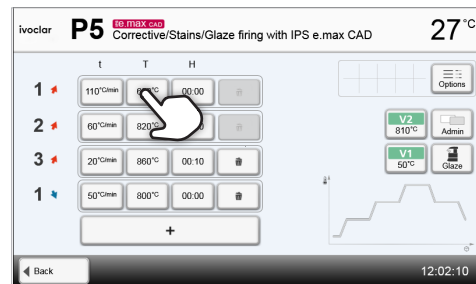 ivoclar P5 te.max CAD 27°C
Corrective/Stains/Glaze firing with IPS e.max CAD
t T H
1 110°C/min 00:00
2 60°C/min 820°C
3 20°C/min 860°C 00:10
1 50°C/min 800°C 00:00
+
Options
V2 810°C Admin
V1 50°C Glaze
Back 12:02:10